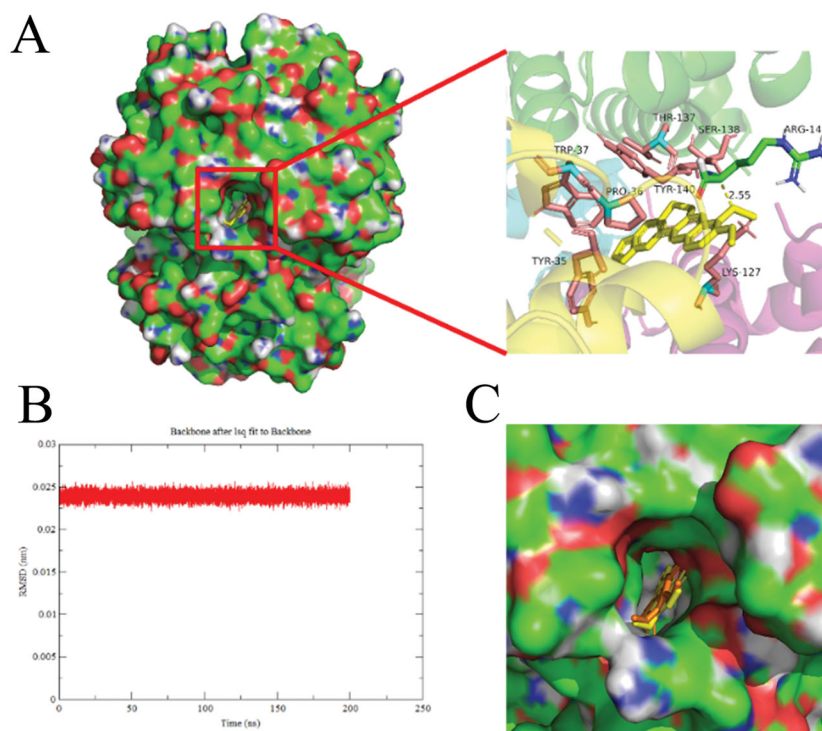 A
THR-137
SER-138
ARG-14
TRP-37
PRO-36
TYR-140
2.55
TYR-35
LYS-127
B
C
Backbone after lsq fit to Backbone
0.03
0.025
0.02
0.015
0.01
0.005
0
RMSD (nm)
0
50
100
150
200
250
Time (ns)